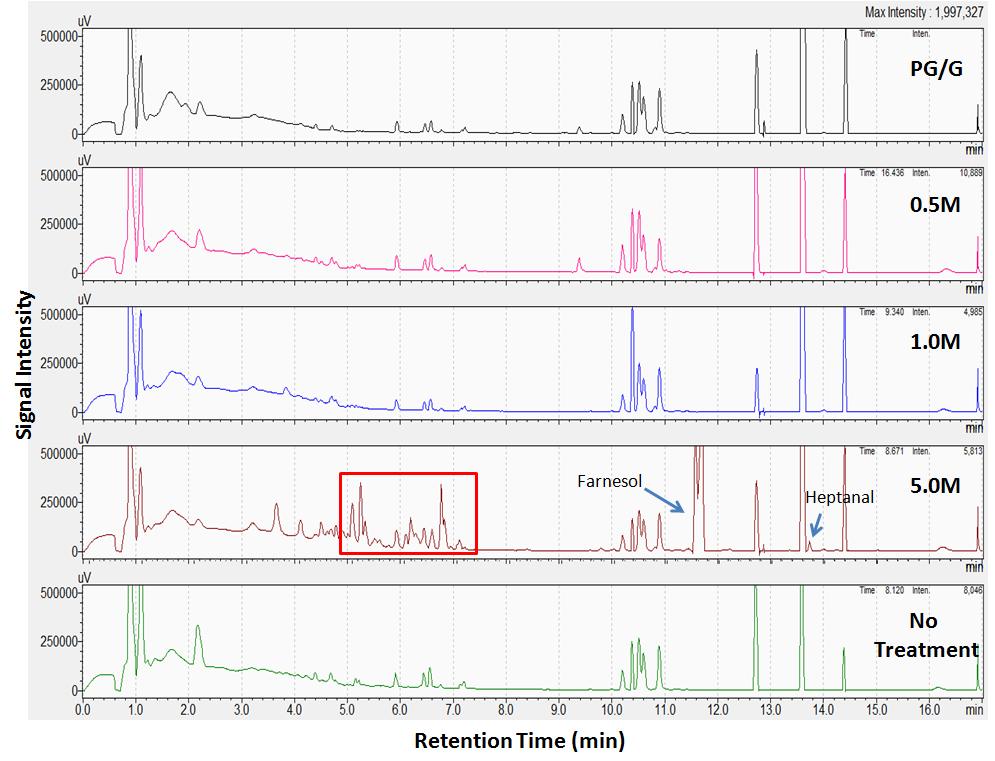 Max Intensity : 1,997,327
uV
Time Inten.
500000
250000
0
PG/G
min
uV
Time 16.436 Inten. 10,889
500000
250000
0
0.5M
min
uV
Time 9.340 Inten. 4,985
500000
250000
0
1.0M
min
uV
Time 8.671 Inten. 5,813
500000
250000
0
Farnesol
Heptanal
5.0M
min
uV
Time 8.120 Inten. 8,046
500000
250000
0
No
Treatment
0.0 1.0 2.0 3.0 4.0 5.0 6.0 7.0 8.0 9.0 10.0 11.0 12.0 13.0 14.0 15.0 16.0 min
Signal Intensity
Retention Time (min)